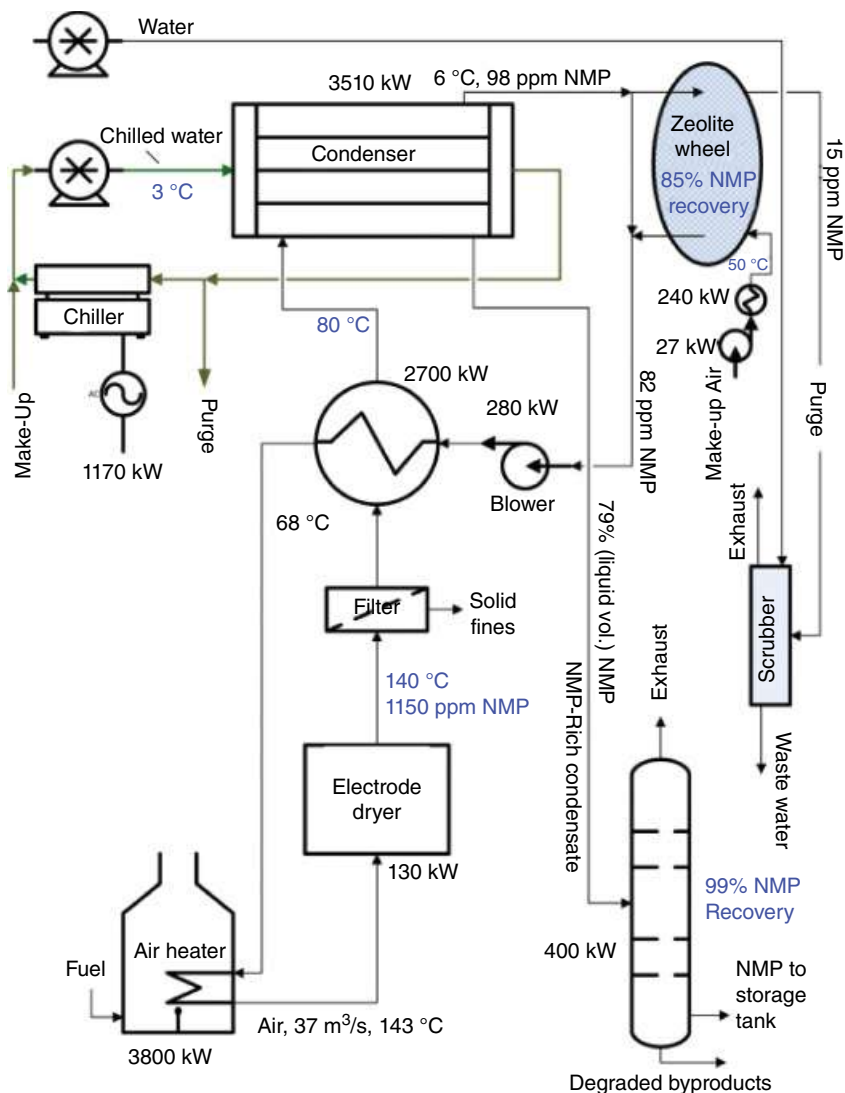 Water
3510 kW
6 °C, 98 ppm NMP
Chilled water
3 °C
Condenser
Zeolite
wheel
85% NMP
recovery
15 ppm NMP
50 °C
240 kW
27 kW
Make-up Air
Chiller
AC
1170 kW
Make-Up
Purge
80 °C
2700 kW
280 kW
Blower
82 ppm NMP
Purge
68 °C
Filter
Solid
fines
79% (liquid vol.) NMP
NMP-Rich condensate
Exhaust
Scrubber
Waste water
140 °C
1150 ppm NMP
Electrode
dryer
130 kW
Exhaust
99% NMP
Recovery
400 kW
NMP to
storage
tank
Degraded byproducts
Air heater
Fuel
Air, 37 m³/s, 143 °C
3800 kW